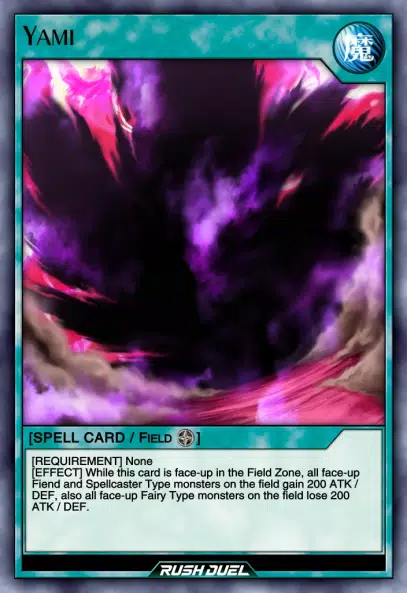 YAMI
魔
[SPELL CARD / FIELD]
[REQUIREMENT] None
[EFFECT] While this card is face-up in the Field Zone, all face-up
Fiend and Spellcaster Type monsters on the field gain 200 ATK /
DEF, also all face-up Fairy Type monsters on the field lose 200
ATK / DEF.
RUSH DUEL